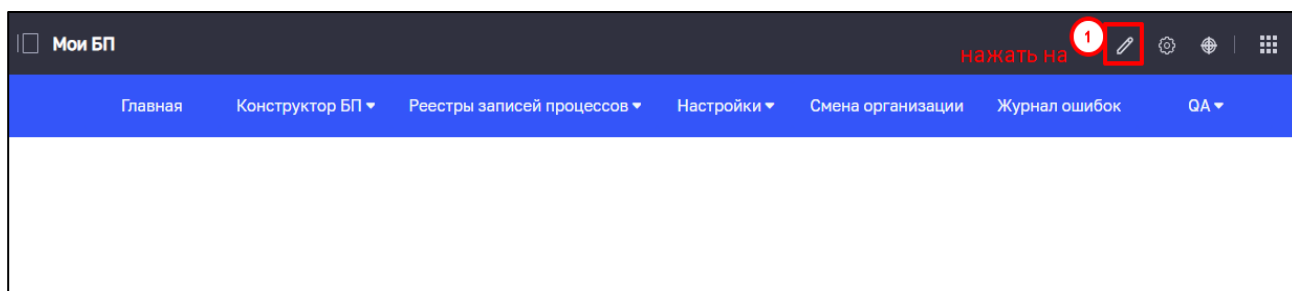 Мои БП
нажать на 1
Главная Конструктор БП Реестры записей процессов Настройки Смена организации Журнал ошибок QA